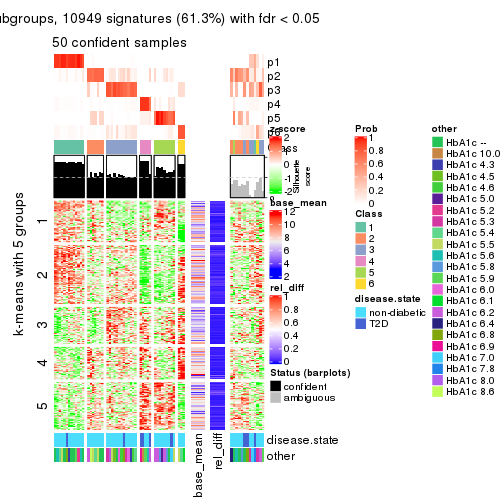 ubgroups, 10949 signatures (61.3%) with fdr < 0.05
50 confident samples
p1
p2
p3
p4
p5
z-score
2
1
0
-1
-2
Silhouette
score
base_mean
12
10
8
6
4
2
rel_diff
1
0.8
0.6
0.4
0.2
0
Status (barplots)
confident
ambiguous
Prob
1
0.8
0.6
0.4
0.2
0
Class
1
2
3
4
5
6
disease.state
non-diabetic
T2D
other
HbA1c --
HbA1c 10.0
HbA1c 4.3
HbA1c 4.5
HbA1c 4.6
HbA1c 5.0
HbA1c 5.2
HbA1c 5.3
HbA1c 5.4
HbA1c 5.5
HbA1c 5.6
HbA1c 5.8
HbA1c 5.9
HbA1c 6.0
HbA1c 6.1
HbA1c 6.2
HbA1c 6.4
HbA1c 6.8
HbA1c 6.9
HbA1c 7.0
HbA1c 7.8
HbA1c 8.0
HbA1c 8.6
k-means with 5 groups
1
2
3
4
5
disease.state
other
base_mean
rel_diff